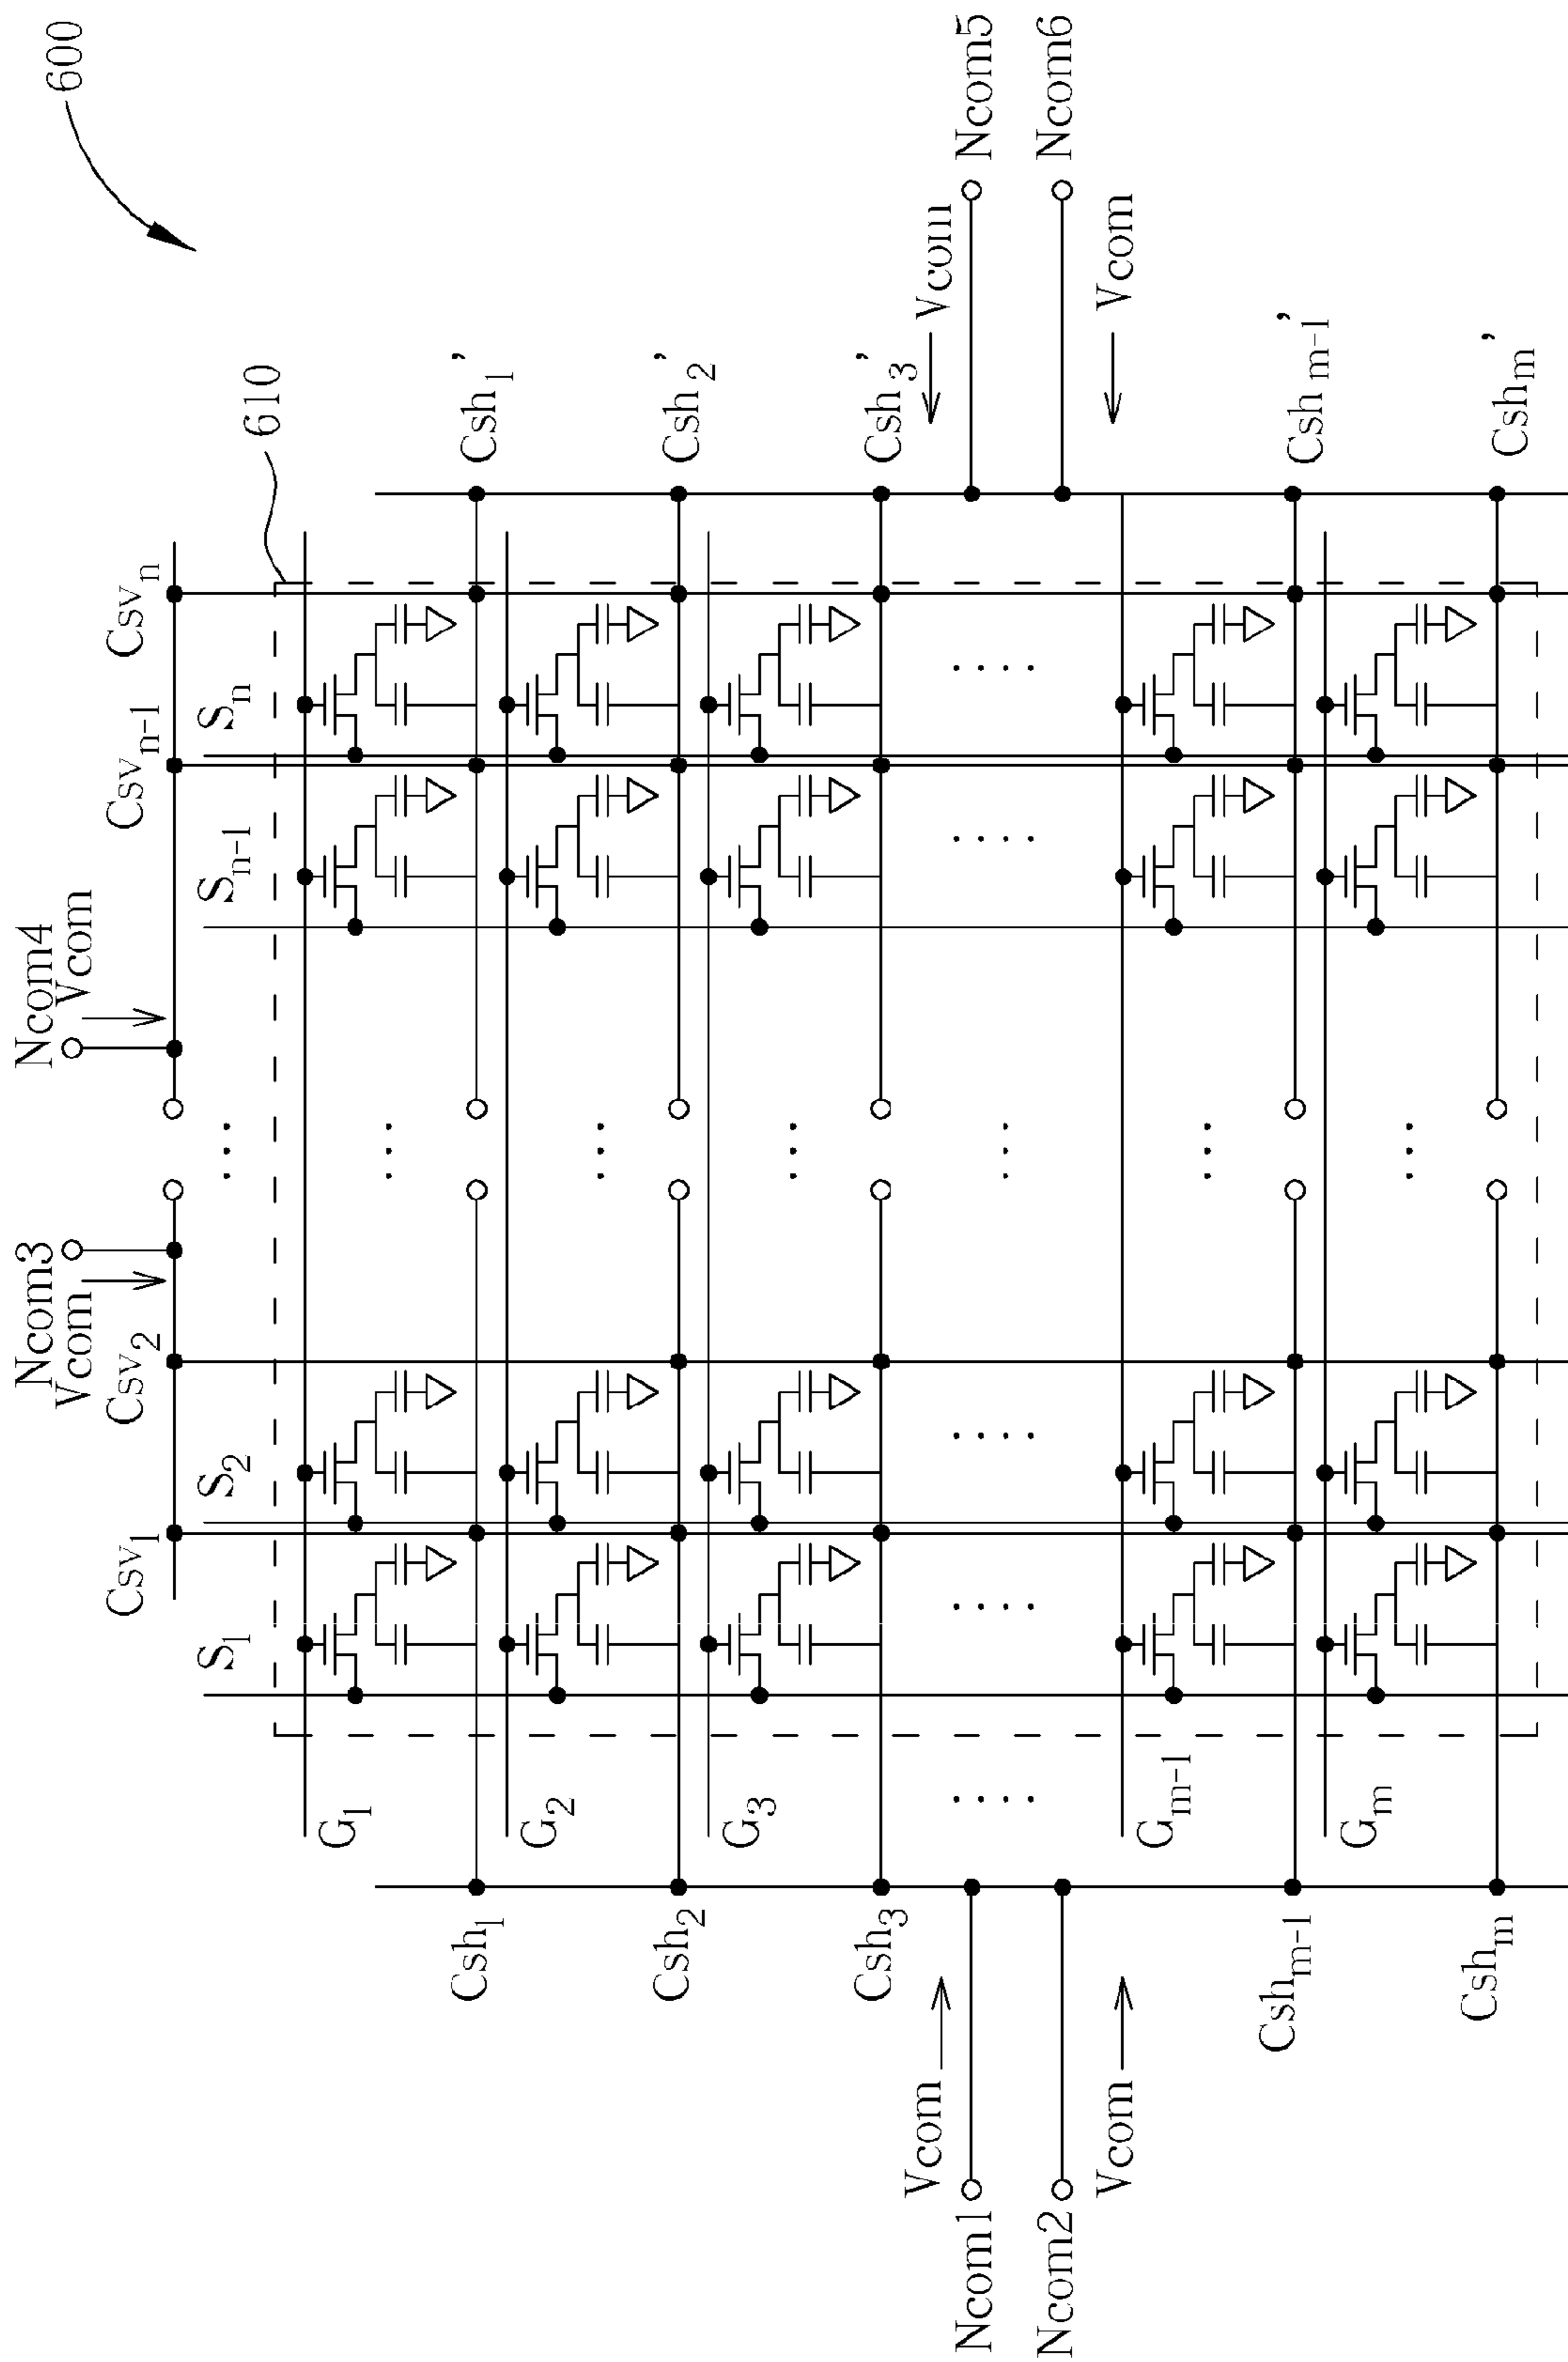 600
610
Ncom3
Vcom
Ncom4
Vcom
Csv1
Csv2
Csvn-1
Csvn
S1
S2
Sn-1
Sn
G1
Csh1
Csh1'
G2
Csh2
Csh2'
G3
Csh3
Csh3'
Vcom
Vcom
Ncom1
Ncom5
Ncom2
Ncom6
Vcom
Vcom
Gm-1
Cshm-1
Csh m-1'
Gm
Cshm
Cshm'